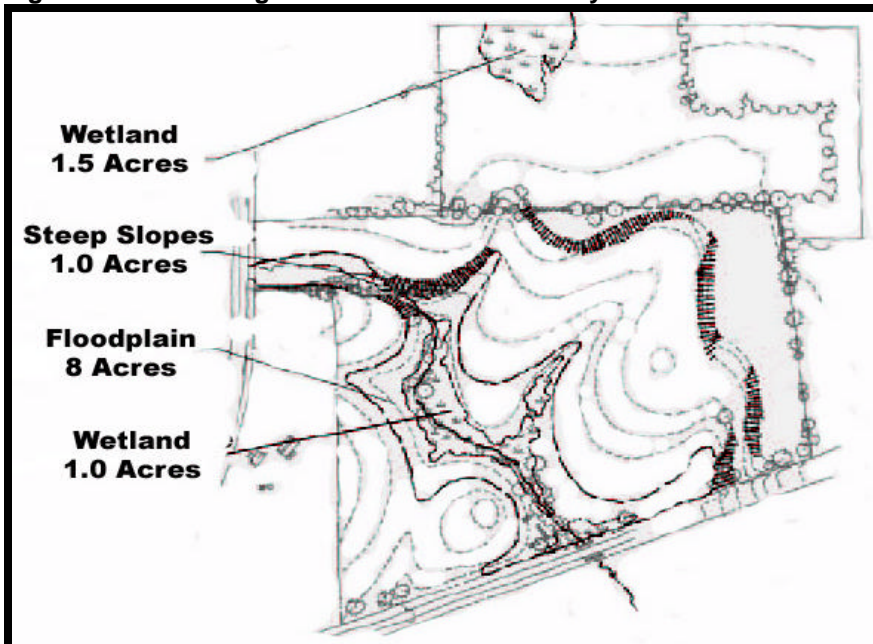 Wetland
1.5 Acres
Steep Slopes
1.0 Acres
Floodplain
8 Acres
Wetland
1.0 Acres